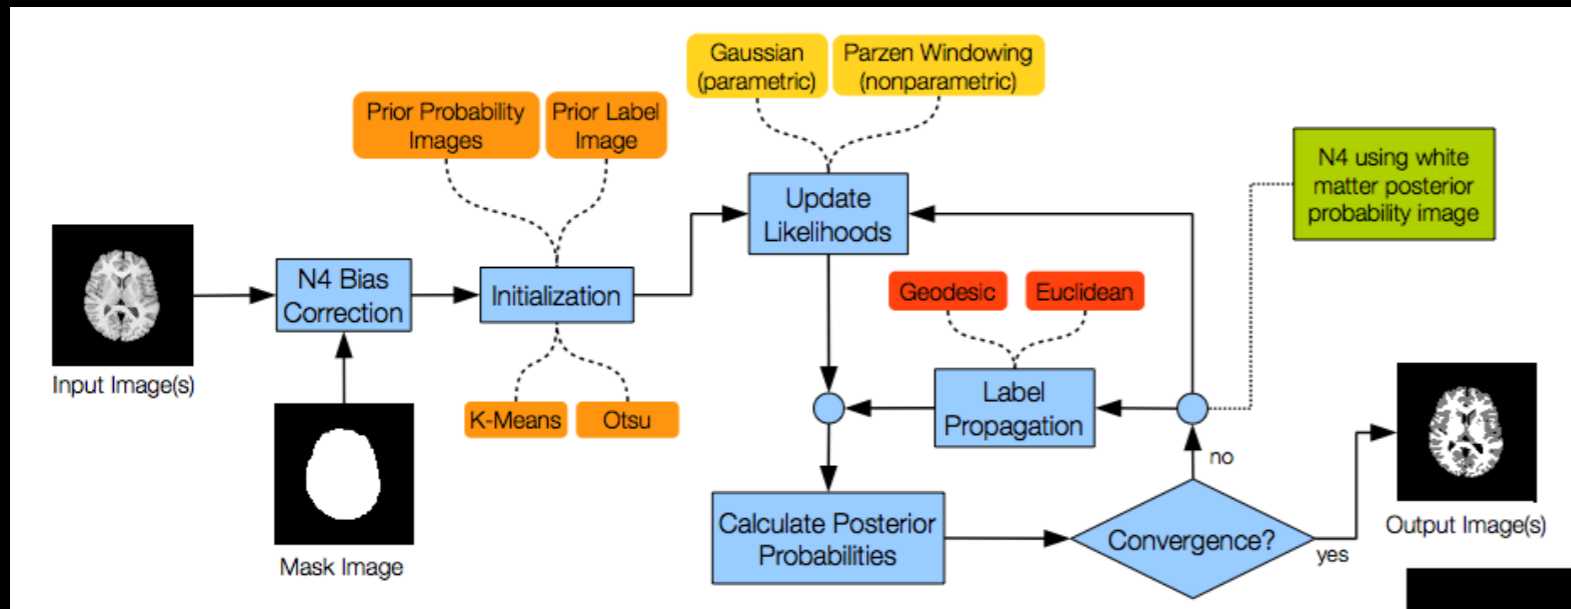 Gaussian
(parametric)
Parzen Windowing
(nonparametric)
Prior Probability
Images
Prior Label
Image
N4 using white
matter posterior
probability image
Update
Likelihoods
N4 Bias
Correction
Initialization
Geodesic
Euclidean
Input Image(s)
K-Means
Otsu
Label
Propagation
no
Calculate Posterior
Probabilities
Convergence?
yes
Output Image(s)
Mask Image